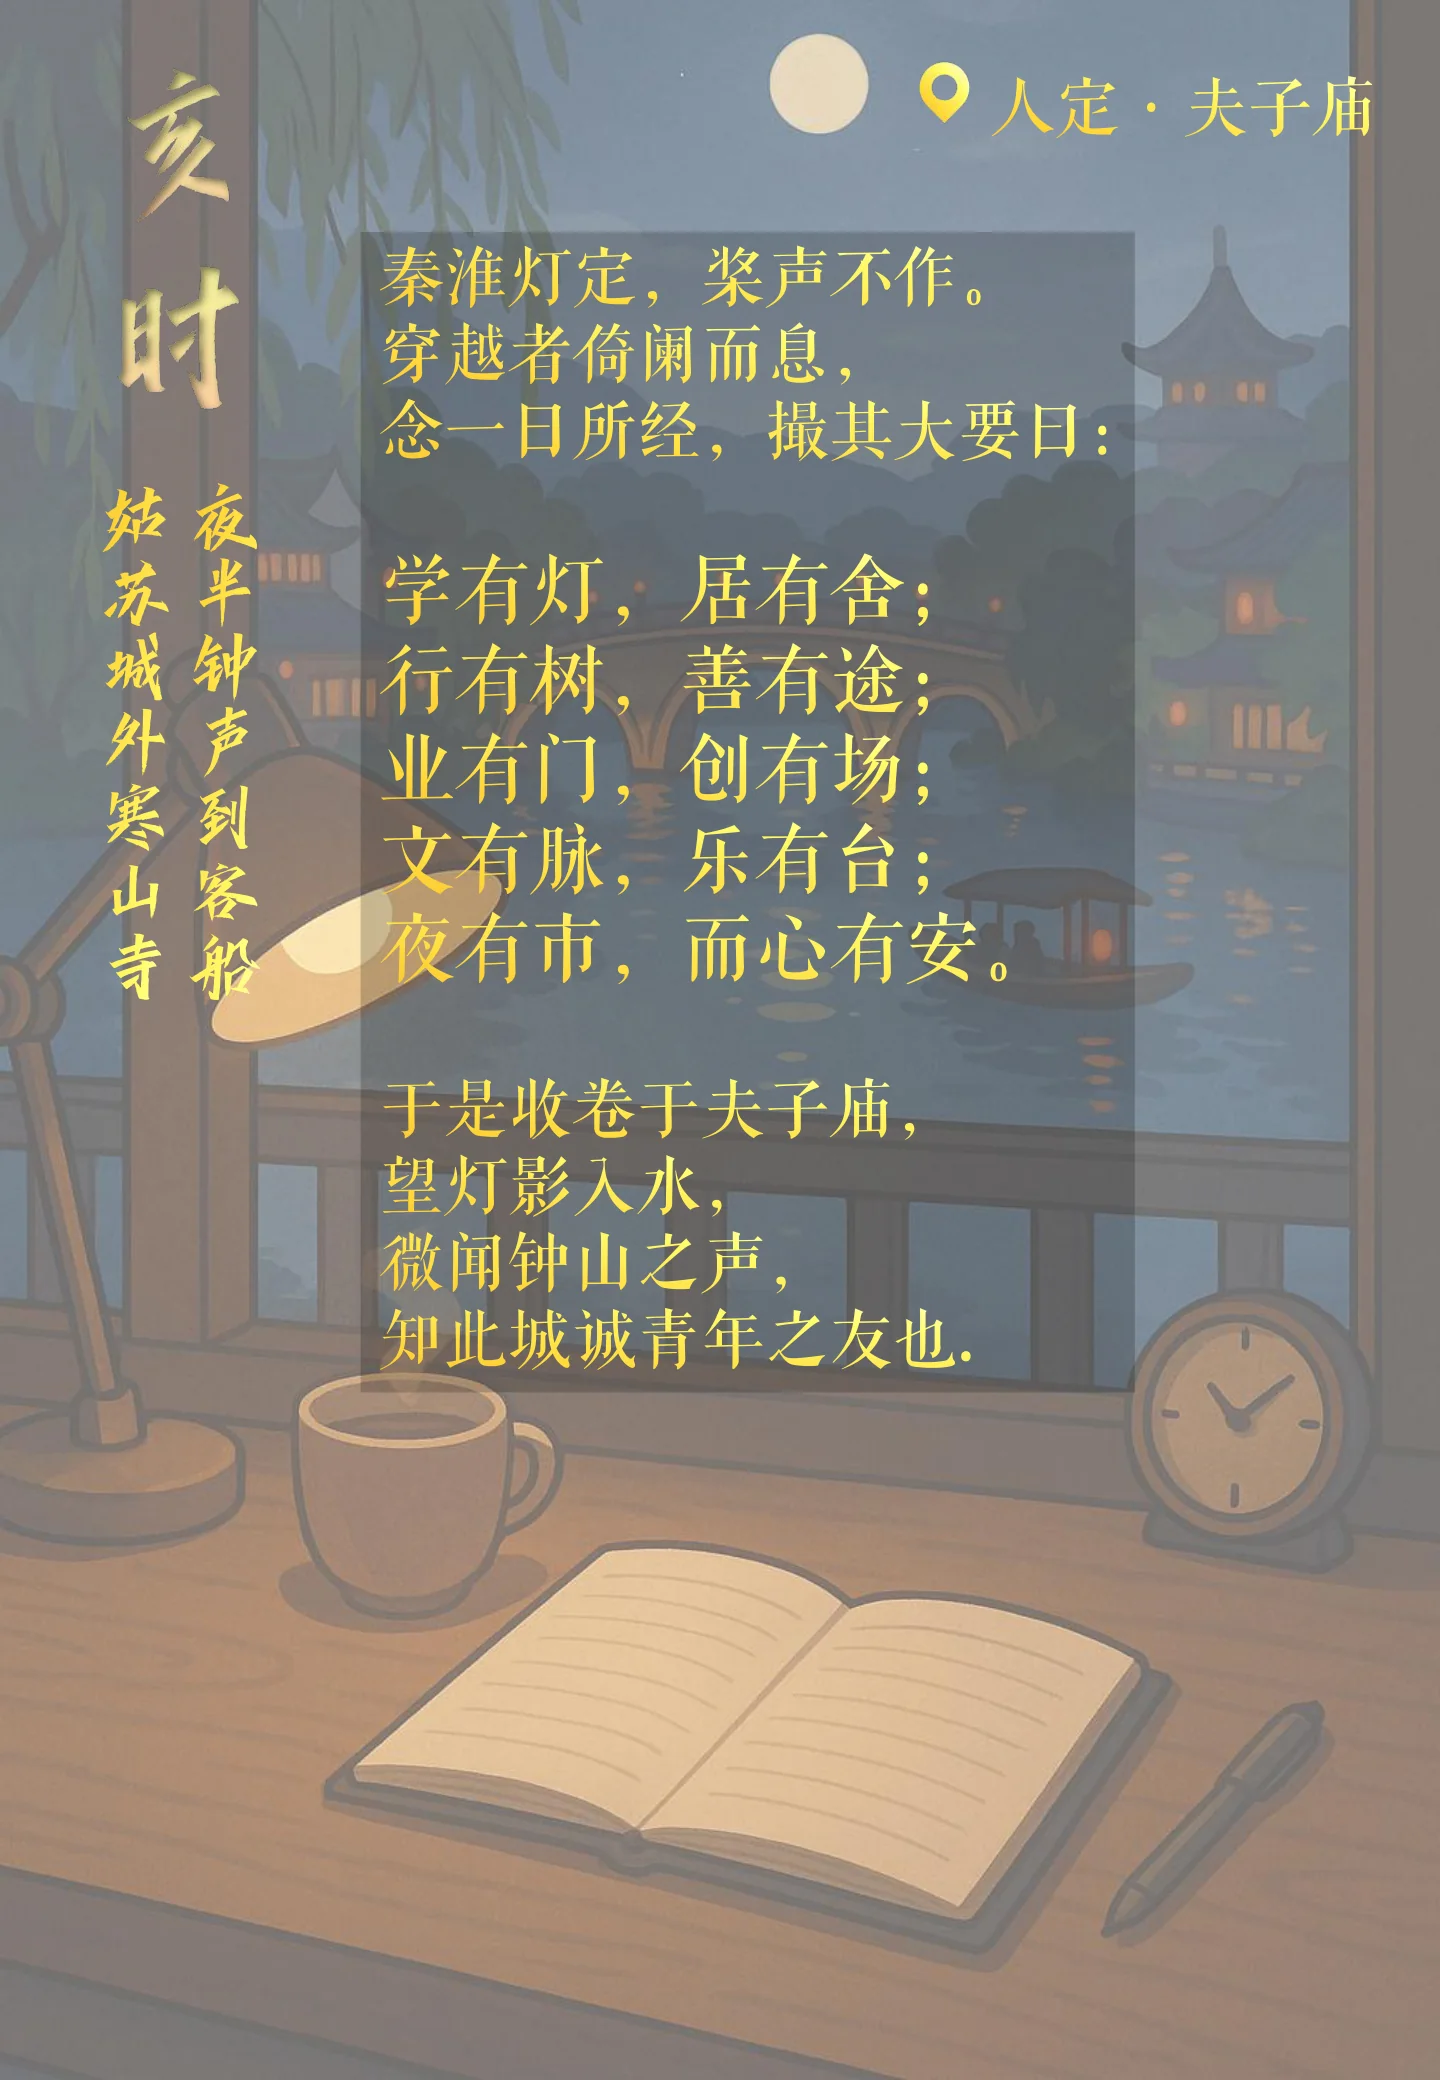 亥时
人定·夫子庙
夜半钟声到客船
姑苏城外寒山寺
秦淮灯定，桨声不作。
穿越者倚阑而息，
念一日所经，撮其大要曰：
学有灯，居有舍；
行有树，善有途；
业有门，创有场；
文有脉，乐有台；
夜有市，而心有安。
于是收卷于夫子庙，
望灯影入水，
微闻钟山之声，
知此城诚青年之友也.